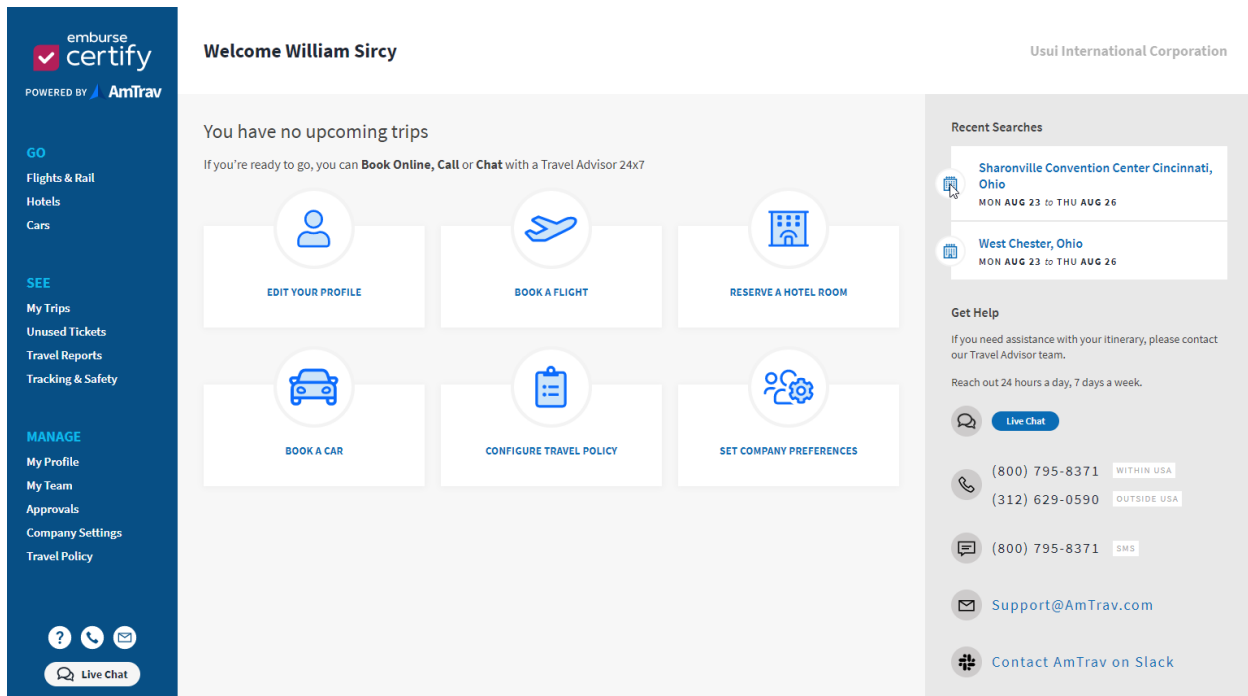 emburse
certify
POWERED BY AmTrav
GO
Flights & Rail
Hotels
Cars
SEE
My Trips
Unused Tickets
Travel Reports
Tracking & Safety
MANAGE
My Profile
My Team
Approvals
Company Settings
Travel Policy
?
Live Chat
Welcome William Sircy
Usui International Corporation
You have no upcoming trips
If you're ready to go, you can Book Online, Call or Chat with a Travel Advisor 24x7
EDIT YOUR PROFILE
BOOK A FLIGHT
RESERVE A HOTEL ROOM
BOOK A CAR
CONFIGURE TRAVEL POLICY
SET COMPANY PREFERENCES
Recent Searches
Sharonville Convention Center Cincinnati,
Ohio
MON AUG 23 to THU AUG 26
West Chester, Ohio
MON AUG 23 to THU AUG 26
Get Help
If you need assistance with your itinerary, please contact
our Travel Advisor team.
Reach out 24 hours a day, 7 days a week.
Live Chat
(800) 795-8371 WITHIN USA
(312) 629-0590 OUTSIDE USA
(800) 795-8371 SMS
Support@AmTrav.com
Contact AmTrav on Slack